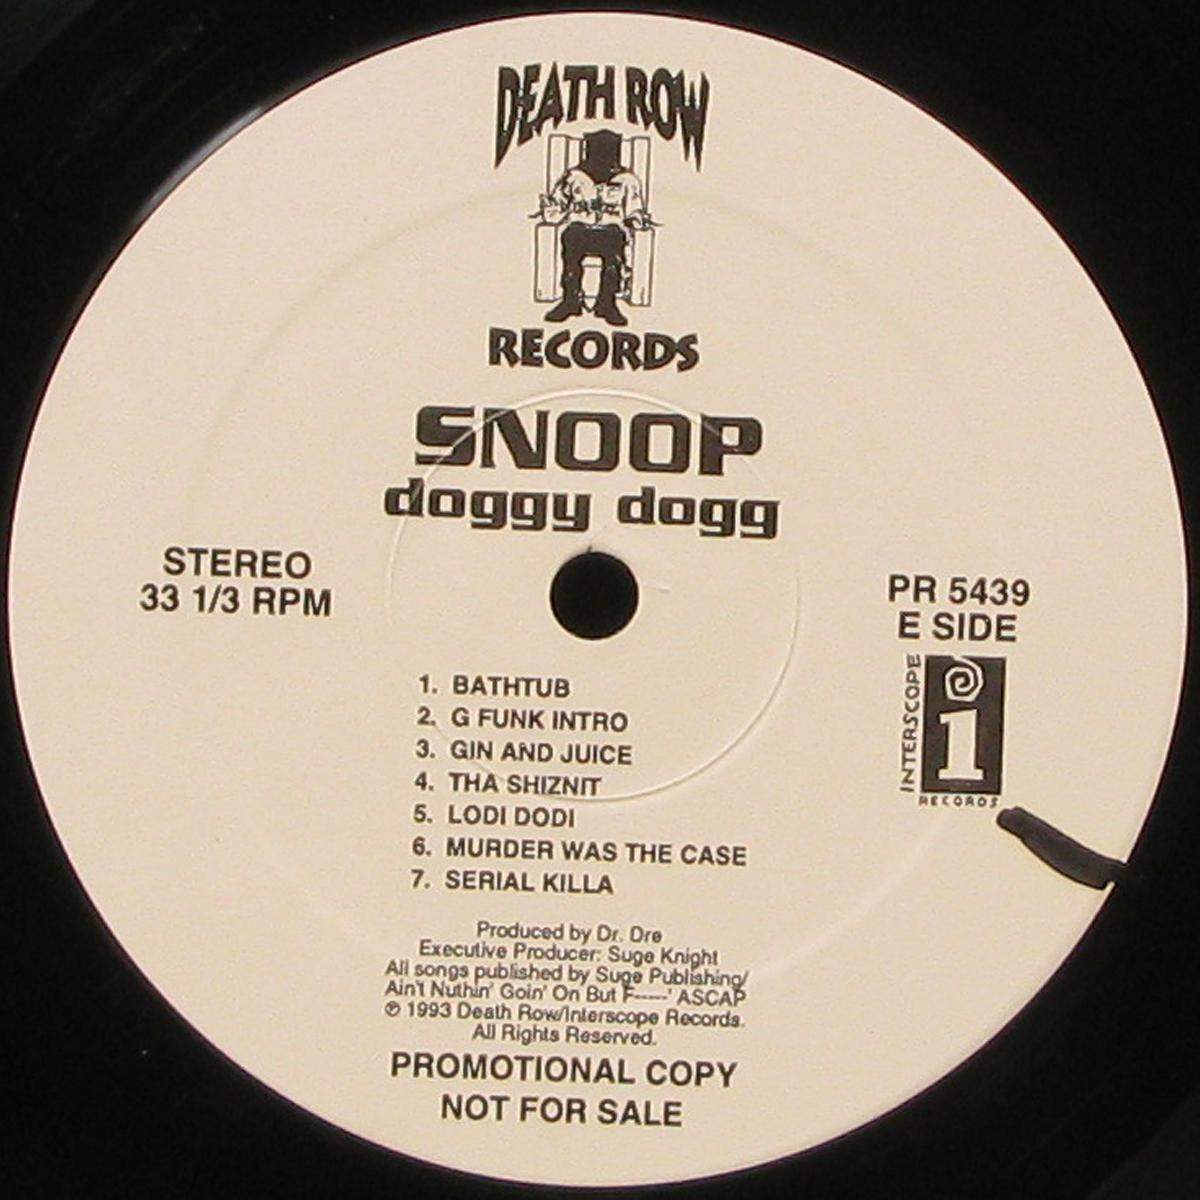 DEATH ROW
RECORDS
SNOOP
doggy dogg
STEREO
33 1/3 RPM
PR 5439
E SIDE
INTERSCOPE
i
RECORDS
1. BATHTUB
2. G FUNK INTRO
3. GIN AND JUICE
4. THA SHIZNIT
5. LODI DODI
6. MURDER WAS THE CASE
7. SERIAL KILLA
Produced by Dr. Dre
Executive Producer: Suge Knight
All songs published by Suge Publishing/
Ain't Nuthin' Goin' On But F-----' ASCAP
℗ 1993 Death Row/Interscope Records.
All Rights Reserved.
PROMOTIONAL COPY
NOT FOR SALE